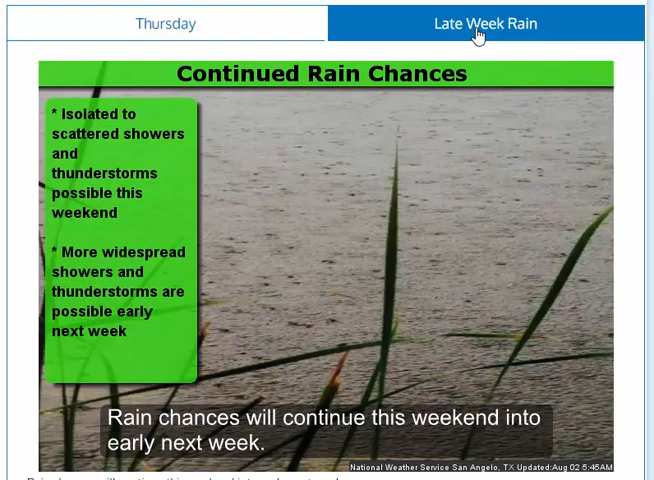 Thursday
Late Week Rain
Continued Rain Chances
* Isolated to
scattered showers
and
thunderstorms
possible this
weekend
* More widespread
showers and
thunderstorms are
possible early
next week
Rain chances will continue this weekend into
early next week.
National Weather Service San Angelo, TX Updated:Aug 02 5:45AM